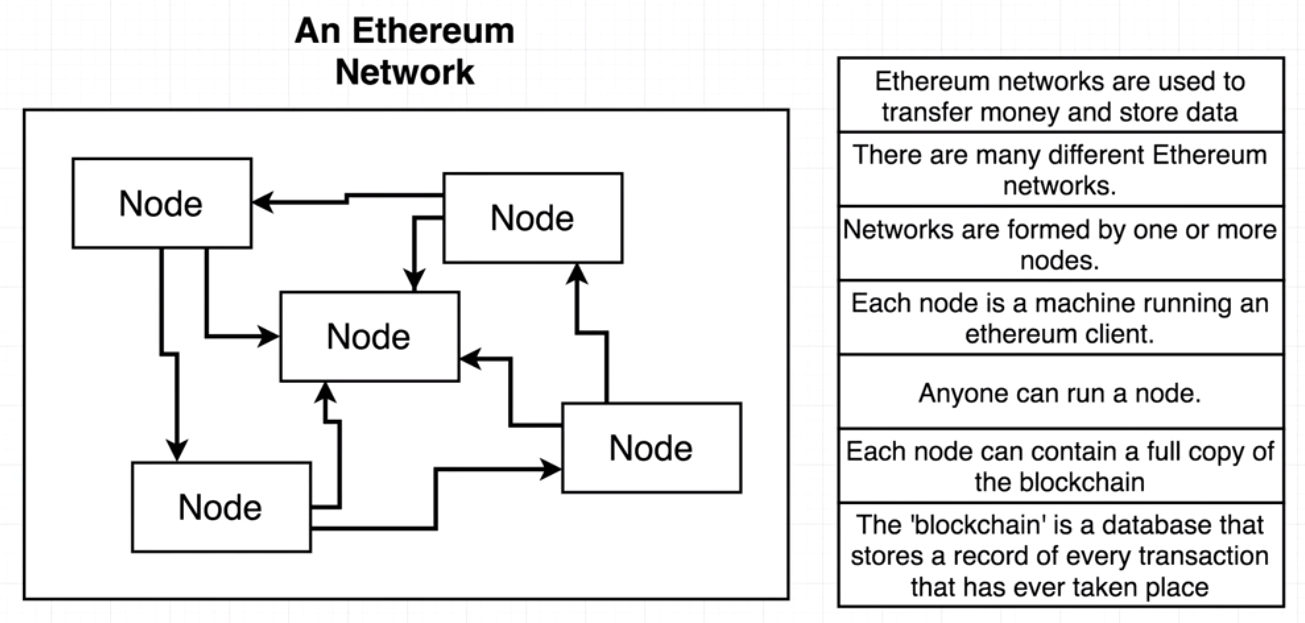 An Ethereum
Network
Node
Node
Node
Node
Node
Ethereum networks are used to
transfer money and store data
There are many different Ethereum
networks.
Networks are formed by one or more
nodes.
Each node is a machine running an
ethereum client.
Anyone can run a node.
Each node can contain a full copy of
the blockchain
The 'blockchain' is a database that
stores a record of every transaction
that has ever taken place